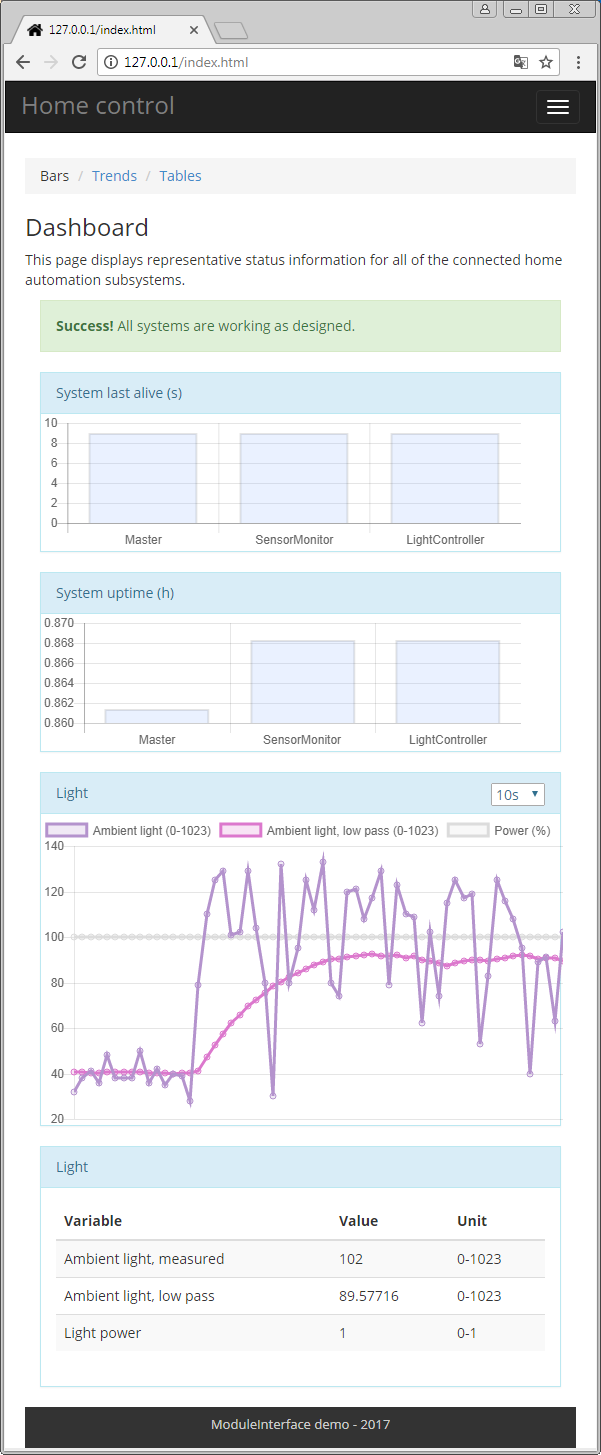 127.0.0.1/index.html
127.0.0.1/index.html
Home control
Bars / Trends / Tables
Dashboard
This page displays representative status information for all of the connected home
automation subsystems.
Success! All systems are working as designed.
System last alive (s)
10
8
6
4
2
0
Master SensorMonitor LightController
System uptime (h)
0.870
0.868
0.866
0.864
0.862
0.860
Master SensorMonitor LightController
Light 10s
Ambient light (0-1023) Ambient light, low pass (0-1023) Power (%)
140
120
100
80
60
40
20
Light
Variable Value Unit
Ambient light, measured 102 0-1023
Ambient light, low pass 89.57716 0-1023
Light power 1 0-1
ModuleInterface demo - 2017